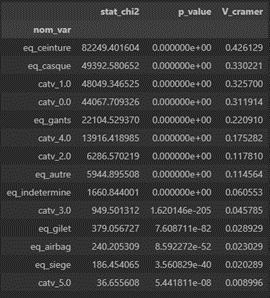 stat_chi2 p_value V_cramer
nom_var
eq_ceinture 82249.401604 0.000000e+00 0.426129
eq_casque 49392.580652 0.000000e+00 0.330221
catv_1.0 48049.346525 0.000000e+00 0.325700
catv_0.0 44067.709326 0.000000e+00 0.311914
eq_gants 22104.529370 0.000000e+00 0.220910
catv_4.0 13916.418985 0.000000e+00 0.175282
catv_2.0 6286.570219 0.000000e+00 0.117810
eq_autre 5944.895508 0.000000e+00 0.114564
eq_indetermine 1660.844001 0.000000e+00 0.060553
catv_3.0 949.501312 1.620146e-205 0.045785
eq_gilet 379.056727 7.608711e-82 0.028929
eq_airbag 240.205309 8.592272e-52 0.023029
eq_siege 186.454065 3.560829e-40 0.020289
catv_5.0 36.655608 5.441811e-08 0.008996